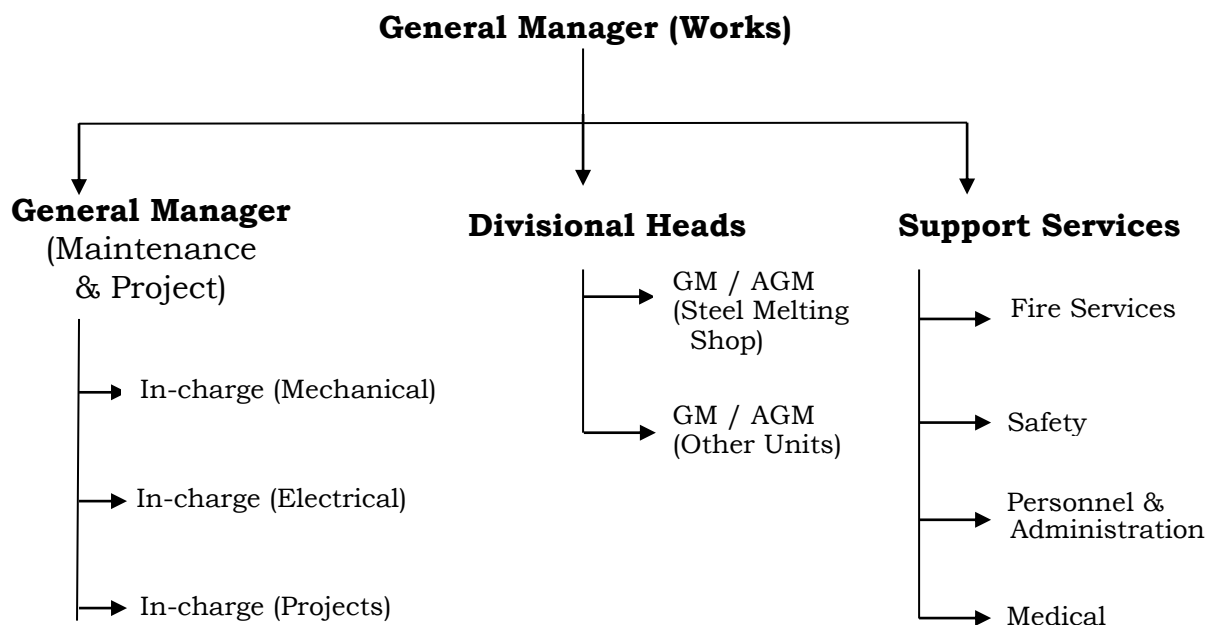 General Manager (Works)
General Manager
(Maintenance
& Project)
In-charge (Mechanical)
In-charge (Electrical)
In-charge (Projects)
Divisional Heads
GM / AGM
(Steel Melting
Shop)
GM / AGM
(Other Units)
Support Services
Fire Services
Safety
Personnel &
Administration
Medical